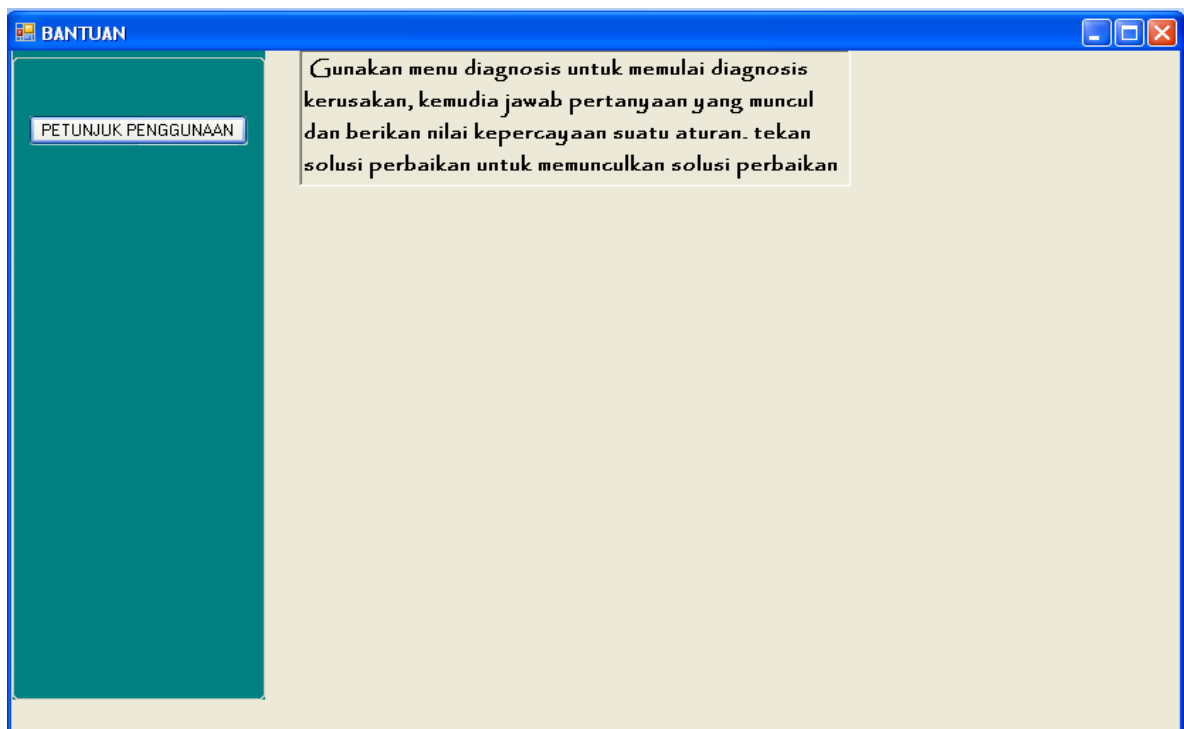 BANTUAN
PETUNJUK PENGGUNAAN
Gunakan menu diagnosis untuk memulai diagnosis
kerusakan, kemudia jawab pertanyaan yang muncul
dan berikan nilai kepercayaan suatu aturan. tekan
solusi perbaikan untuk memunculkan solusi perbaikan